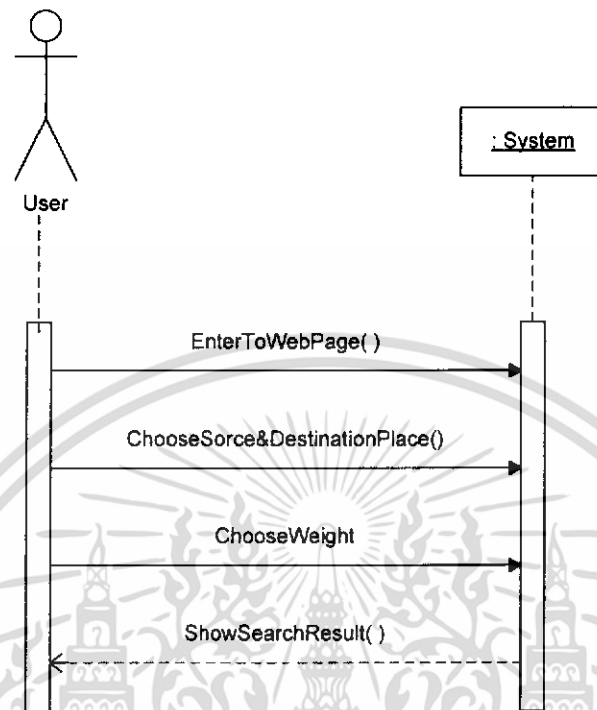 : System
User
EnterToWebPage( )
ChooseSorce&DestinationPlace()
ChooseWeight
ShowSearchResult( )